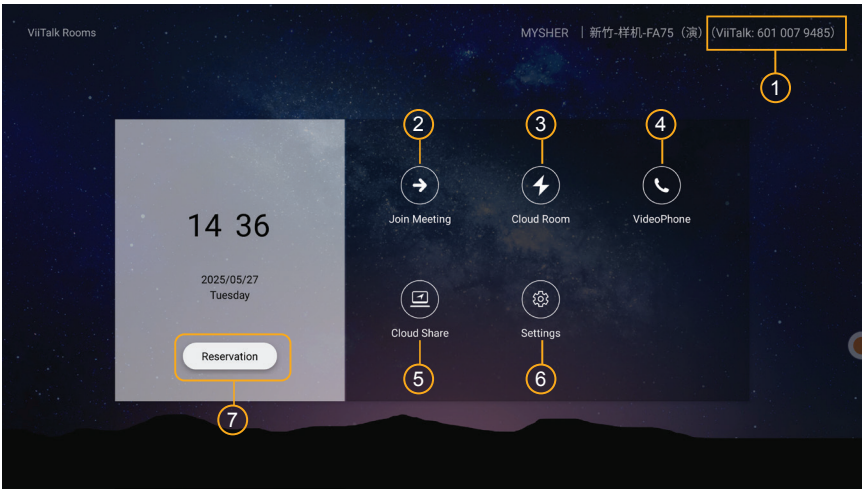 ViiTalk Rooms
MYSHER | 新竹-样机-FA75（演）（ViiTalk: 601 007 9485）
1
2 3 4
Join Meeting Cloud Room VideoPhone
14 36
2025/05/27
Tuesday
Cloud Share Settings
Reservation
5 6
7